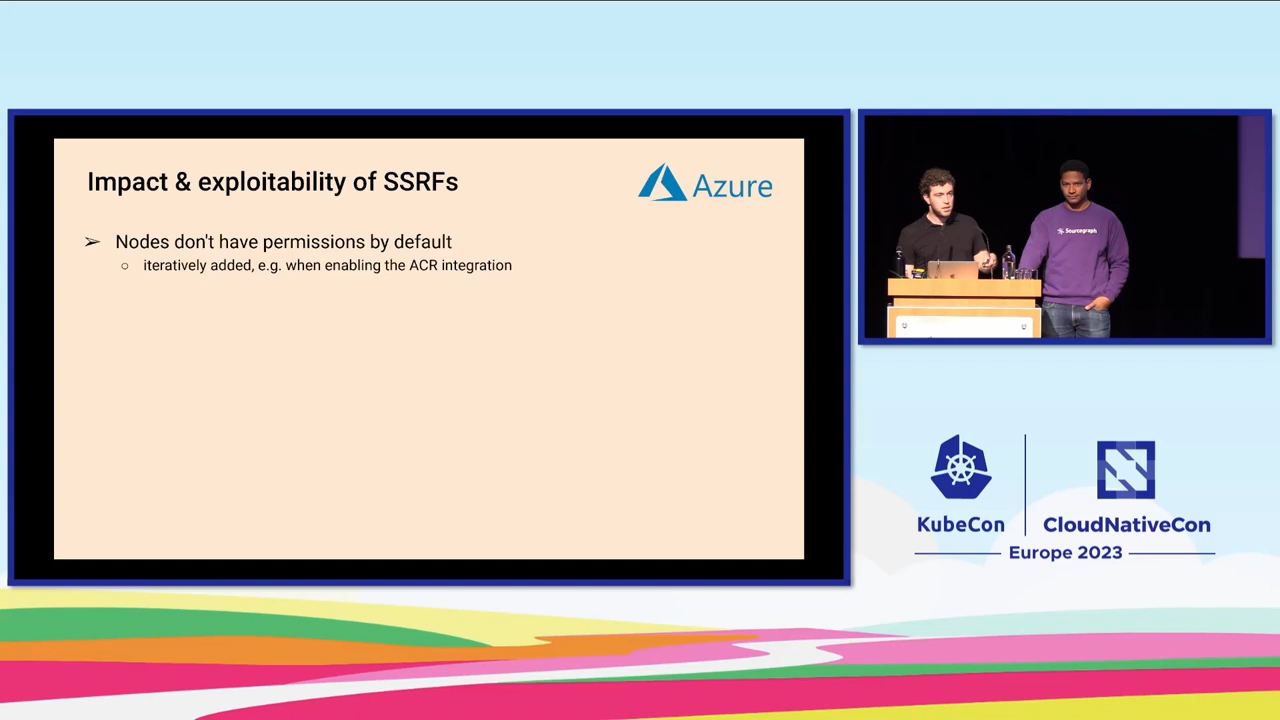 Impact & exploitability of SSRFs
Azure
➢ Nodes don't have permissions by default
○ iteratively added, e.g. when enabling the ACR integration
Sourcegraph
KubeCon
CloudNativeCon
Europe 2023